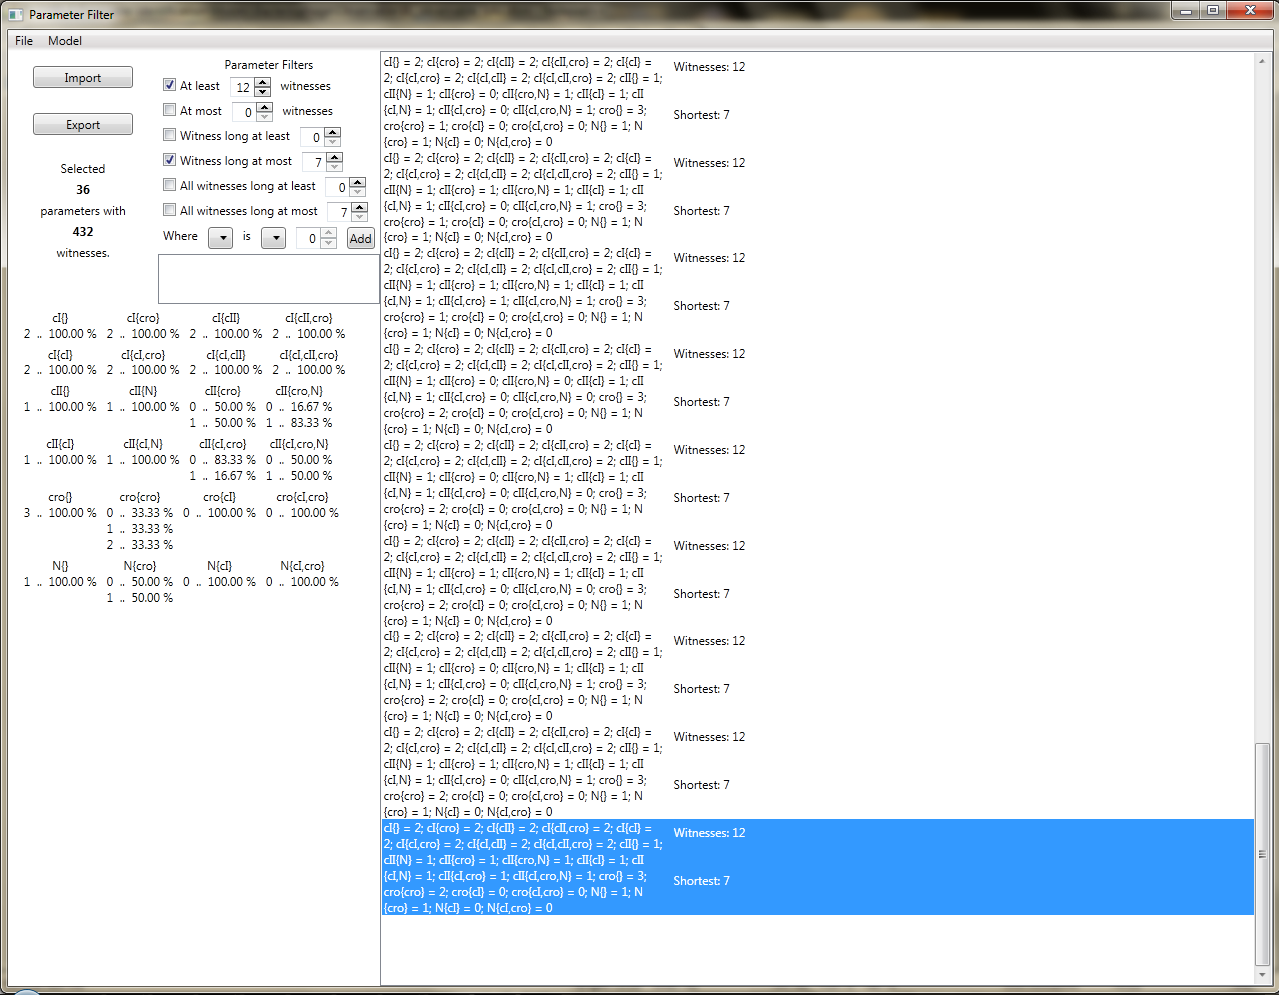 Parameter Filter
File Model
Import
Export
Selected
36
parameters with
432
witnesses.
Parameter Filters
At least 12 witnesses
At most 0 witnesses
Witness long at least 0
Witness long at most 7
All witnesses long at least 0
All witnesses long at most 7
Where is 0 Add
cI{} cI{cro} cI{cII} cI{cII,cro}
2 .. 100.00 % 2 .. 100.00 % 2 .. 100.00 % 2 .. 100.00 %
cI{cI} cI{cI,cro} cI{cI,cII} cI{cI,cII,cro}
2 .. 100.00 % 2 .. 100.00 % 2 .. 100.00 % 2 .. 100.00 %
cII{} cII{N} cII{cro} cII{cro,N}
1 .. 100.00 % 1 .. 100.00 % 0 .. 50.00 % 0 .. 16.67 %
1 .. 50.00 % 1 .. 83.33 %
cII{cI} cII{cI,N} cII{cI,cro} cII{cI,cro,N}
1 .. 100.00 % 1 .. 100.00 % 0 .. 83.33 % 0 .. 50.00 %
1 .. 16.67 % 1 .. 50.00 %
cro{} cro{cro} cro{cI} cro{cI,cro}
3 .. 100.00 % 0 .. 33.33 % 0 .. 100.00 % 0 .. 100.00 %
1 .. 33.33 %
2 .. 33.33 %
N{} N{cro} N{cI} N{cI,cro}
1 .. 100.00 % 0 .. 50.00 % 0 .. 100.00 % 0 .. 100.00 %
1 .. 50.00 %
cI{} = 2; cI{cro} = 2; cI{cII} = 2; cI{cII,cro} = 2; cI{cI} =
2; cI{cI,cro} = 2; cI{cI,cII} = 2; cI{cI,cII,cro} = 2; cII{} = 1;
cII{N} = 1; cII{cro} = 0; cII{cro,N} = 1; cII{cI} = 1; cII
{cI,N} = 1; cII{cI,cro} = 0; cII{cI,cro,N} = 1; cro{} = 3;
cro{cro} = 1; cro{cI} = 0; cro{cI,cro} = 0; N{} = 1; N
{cro} = 1; N{cI} = 0; N{cI,cro} = 0
Witnesses: 12
Shortest: 7
cI{} = 2; cI{cro} = 2; cI{cII} = 2; cI{cII,cro} = 2; cI{cI} =
2; cI{cI,cro} = 2; cI{cI,cII} = 2; cI{cI,cII,cro} = 2; cII{} = 1;
cII{N} = 1; cII{cro} = 1; cII{cro,N} = 1; cII{cI} = 1; cII
{cI,N} = 1; cII{cI,cro} = 0; cII{cI,cro,N} = 1; cro{} = 3;
cro{cro} = 1; cro{cI} = 0; cro{cI,cro} = 0; N{} = 1; N
{cro} = 1; N{cI} = 0; N{cI,cro} = 0
Witnesses: 12
Shortest: 7
cI{} = 2; cI{cro} = 2; cI{cII} = 2; cI{cII,cro} = 2; cI{cI} =
2; cI{cI,cro} = 2; cI{cI,cII} = 2; cI{cI,cII,cro} = 2; cII{} = 1;
cII{N} = 1; cII{cro} = 1; cII{cro,N} = 1; cII{cI} = 1; cII
{cI,N} = 1; cII{cI,cro} = 1; cII{cI,cro,N} = 1; cro{} = 3;
cro{cro} = 1; cro{cI} = 0; cro{cI,cro} = 0; N{} = 1; N
{cro} = 1; N{cI} = 0; N{cI,cro} = 0
Witnesses: 12
Shortest: 7
cI{} = 2; cI{cro} = 2; cI{cII} = 2; cI{cII,cro} = 2; cI{cI} =
2; cI{cI,cro} = 2; cI{cI,cII} = 2; cI{cI,cII,cro} = 2; cII{} = 1;
cII{N} = 1; cII{cro} = 0; cII{cro,N} = 0; cII{cI} = 1; cII
{cI,N} = 1; cII{cI,cro} = 0; cII{cI,cro,N} = 0; cro{} = 3;
cro{cro} = 2; cro{cI} = 0; cro{cI,cro} = 0; N{} = 1; N
{cro} = 1; N{cI} = 0; N{cI,cro} = 0
Witnesses: 12
Shortest: 7
cI{} = 2; cI{cro} = 2; cI{cII} = 2; cI{cII,cro} = 2; cI{cI} =
2; cI{cI,cro} = 2; cI{cI,cII} = 2; cI{cI,cII,cro} = 2; cII{} = 1;
cII{N} = 1; cII{cro} = 0; cII{cro,N} = 1; cII{cI} = 1; cII
{cI,N} = 1; cII{cI,cro} = 0; cII{cI,cro,N} = 0; cro{} = 3;
cro{cro} = 2; cro{cI} = 0; cro{cI,cro} = 0; N{} = 1; N
{cro} = 1; N{cI} = 0; N{cI,cro} = 0
Witnesses: 12
Shortest: 7
cI{} = 2; cI{cro} = 2; cI{cII} = 2; cI{cII,cro} = 2; cI{cI} =
2; cI{cI,cro} = 2; cI{cI,cII} = 2; cI{cI,cII,cro} = 2; cII{} = 1;
cII{N} = 1; cII{cro} = 1; cII{cro,N} = 1; cII{cI} = 1; cII
{cI,N} = 1; cII{cI,cro} = 0; cII{cI,cro,N} = 0; cro{} = 3;
cro{cro} = 2; cro{cI} = 0; cro{cI,cro} = 0; N{} = 1; N
{cro} = 1; N{cI} = 0; N{cI,cro} = 0
Witnesses: 12
Shortest: 7
cI{} = 2; cI{cro} = 2; cI{cII} = 2; cI{cII,cro} = 2; cI{cI} =
2; cI{cI,cro} = 2; cI{cI,cII} = 2; cI{cI,cII,cro} = 2; cII{} = 1;
cII{N} = 1; cII{cro} = 0; cII{cro,N} = 1; cII{cI} = 1; cII
{cI,N} = 1; cII{cI,cro} = 0; cII{cI,cro,N} = 1; cro{} = 3;
cro{cro} = 2; cro{cI} = 0; cro{cI,cro} = 0; N{} = 1; N
{cro} = 1; N{cI} = 0; N{cI,cro} = 0
Witnesses: 12
Shortest: 7
cI{} = 2; cI{cro} = 2; cI{cII} = 2; cI{cII,cro} = 2; cI{cI} =
2; cI{cI,cro} = 2; cI{cI,cII} = 2; cI{cI,cII,cro} = 2; cII{} = 1;
cII{N} = 1; cII{cro} = 1; cII{cro,N} = 1; cII{cI} = 1; cII
{cI,N} = 1; cII{cI,cro} = 0; cII{cI,cro,N} = 1; cro{} = 3;
cro{cro} = 2; cro{cI} = 0; cro{cI,cro} = 0; N{} = 1; N
{cro} = 1; N{cI} = 0; N{cI,cro} = 0
Witnesses: 12
Shortest: 7
cI{} = 2; cI{cro} = 2; cI{cII} = 2; cI{cII,cro} = 2; cI{cI} =
2; cI{cI,cro} = 2; cI{cI,cII} = 2; cI{cI,cII,cro} = 2; cII{} = 1;
cII{N} = 1; cII{cro} = 1; cII{cro,N} = 1; cII{cI} = 1; cII
{cI,N} = 1; cII{cI,cro} = 1; cII{cI,cro,N} = 1; cro{} = 3;
cro{cro} = 2; cro{cI} = 0; cro{cI,cro} = 0; N{} = 1; N
{cro} = 1; N{cI} = 0; N{cI,cro} = 0
Witnesses: 12
Shortest: 7